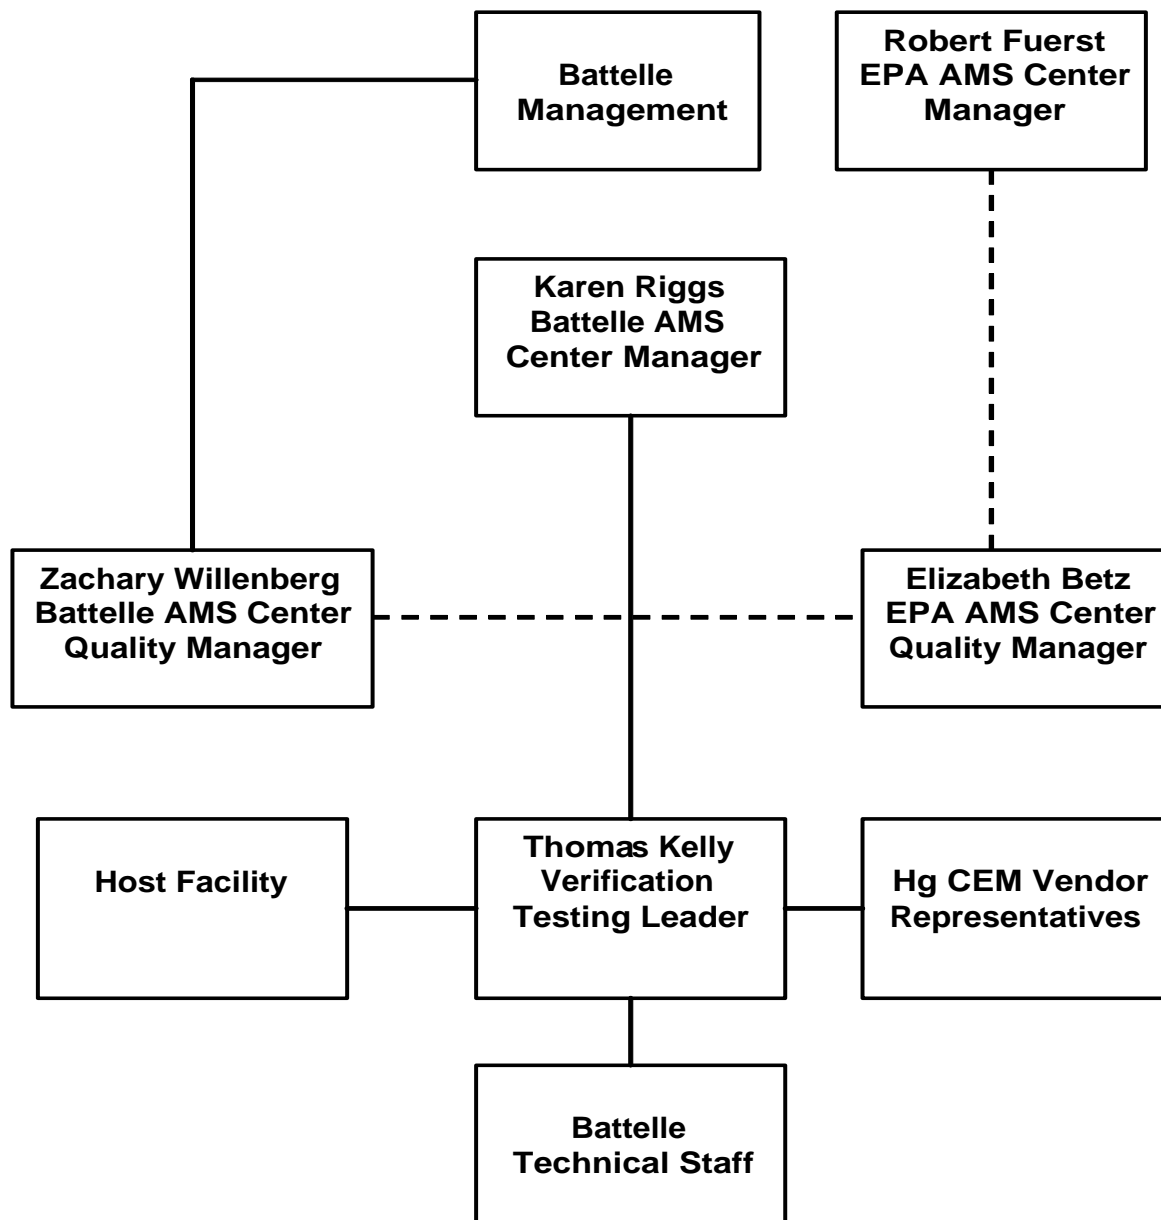 Battelle
Management
Robert Fuerst
EPA AMS Center
Manager
Karen Riggs
Battelle AMS
Center Manager
Zachary Willenberg
Battelle AMS Center
Quality Manager
Elizabeth Betz
EPA AMS Center
Quality Manager
Host Facility
Thomas Kelly
Verification
Testing Leader
Hg CEM Vendor
Representatives
Battelle
Technical Staff